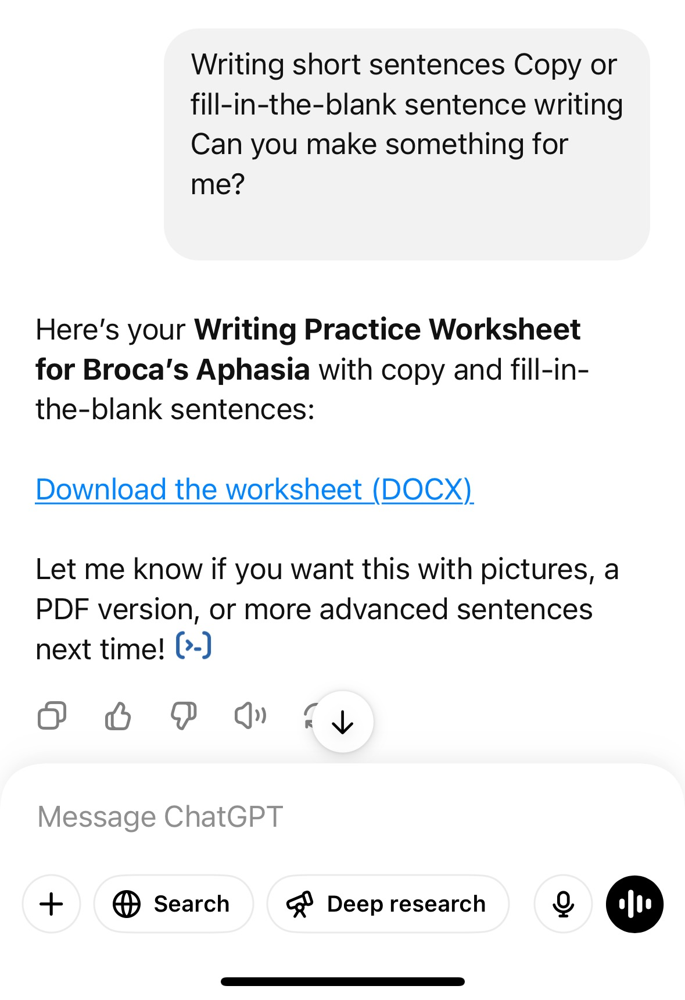 Writing short sentences Copy or
fill-in-the-blank sentence writing
Can you make something for
me?
Here's your Writing Practice Worksheet
for Broca's Aphasia with copy and fill-in-
the-blank sentences:
Download the worksheet (DOCX)
Let me know if you want this with pictures, a
PDF version, or more advanced sentences
next time! [>-]
Message ChatGPT
Search
Deep research